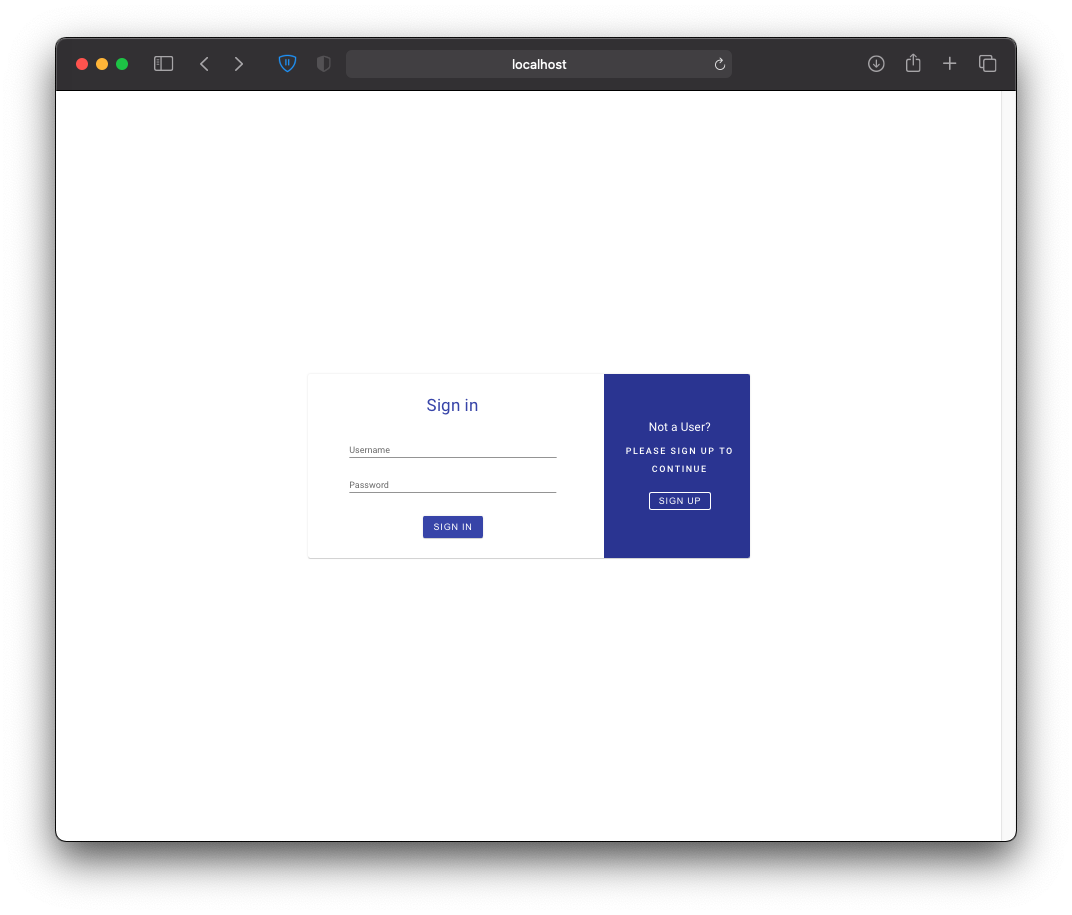 localhost
Sign in
Username
Password
SIGN IN
Not a User?
PLEASE SIGN UP TO
CONTINUE
SIGN UP